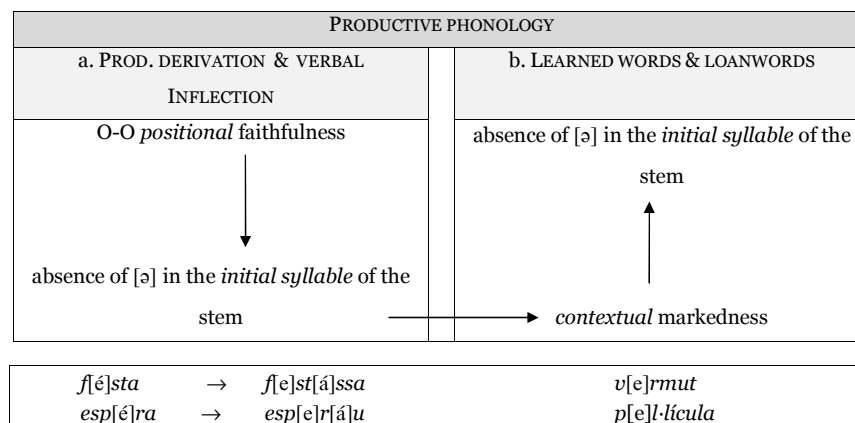 PRODUCTIVE PHONOLOGY
a. PROD. DERIVATION & VERBAL
INFLECTION
b. LEARNED WORDS & LOANWORDS
O-O positional faithfulness
absence of [ə] in the initial syllable of the
stem
absence of [ə] in the initial syllable of the
stem
contextual markedness
f[é]sta → f[e]st[á]ssa v[e]rmut
esp[é]ra → esp[e]r[á]u p[e]l·lícula